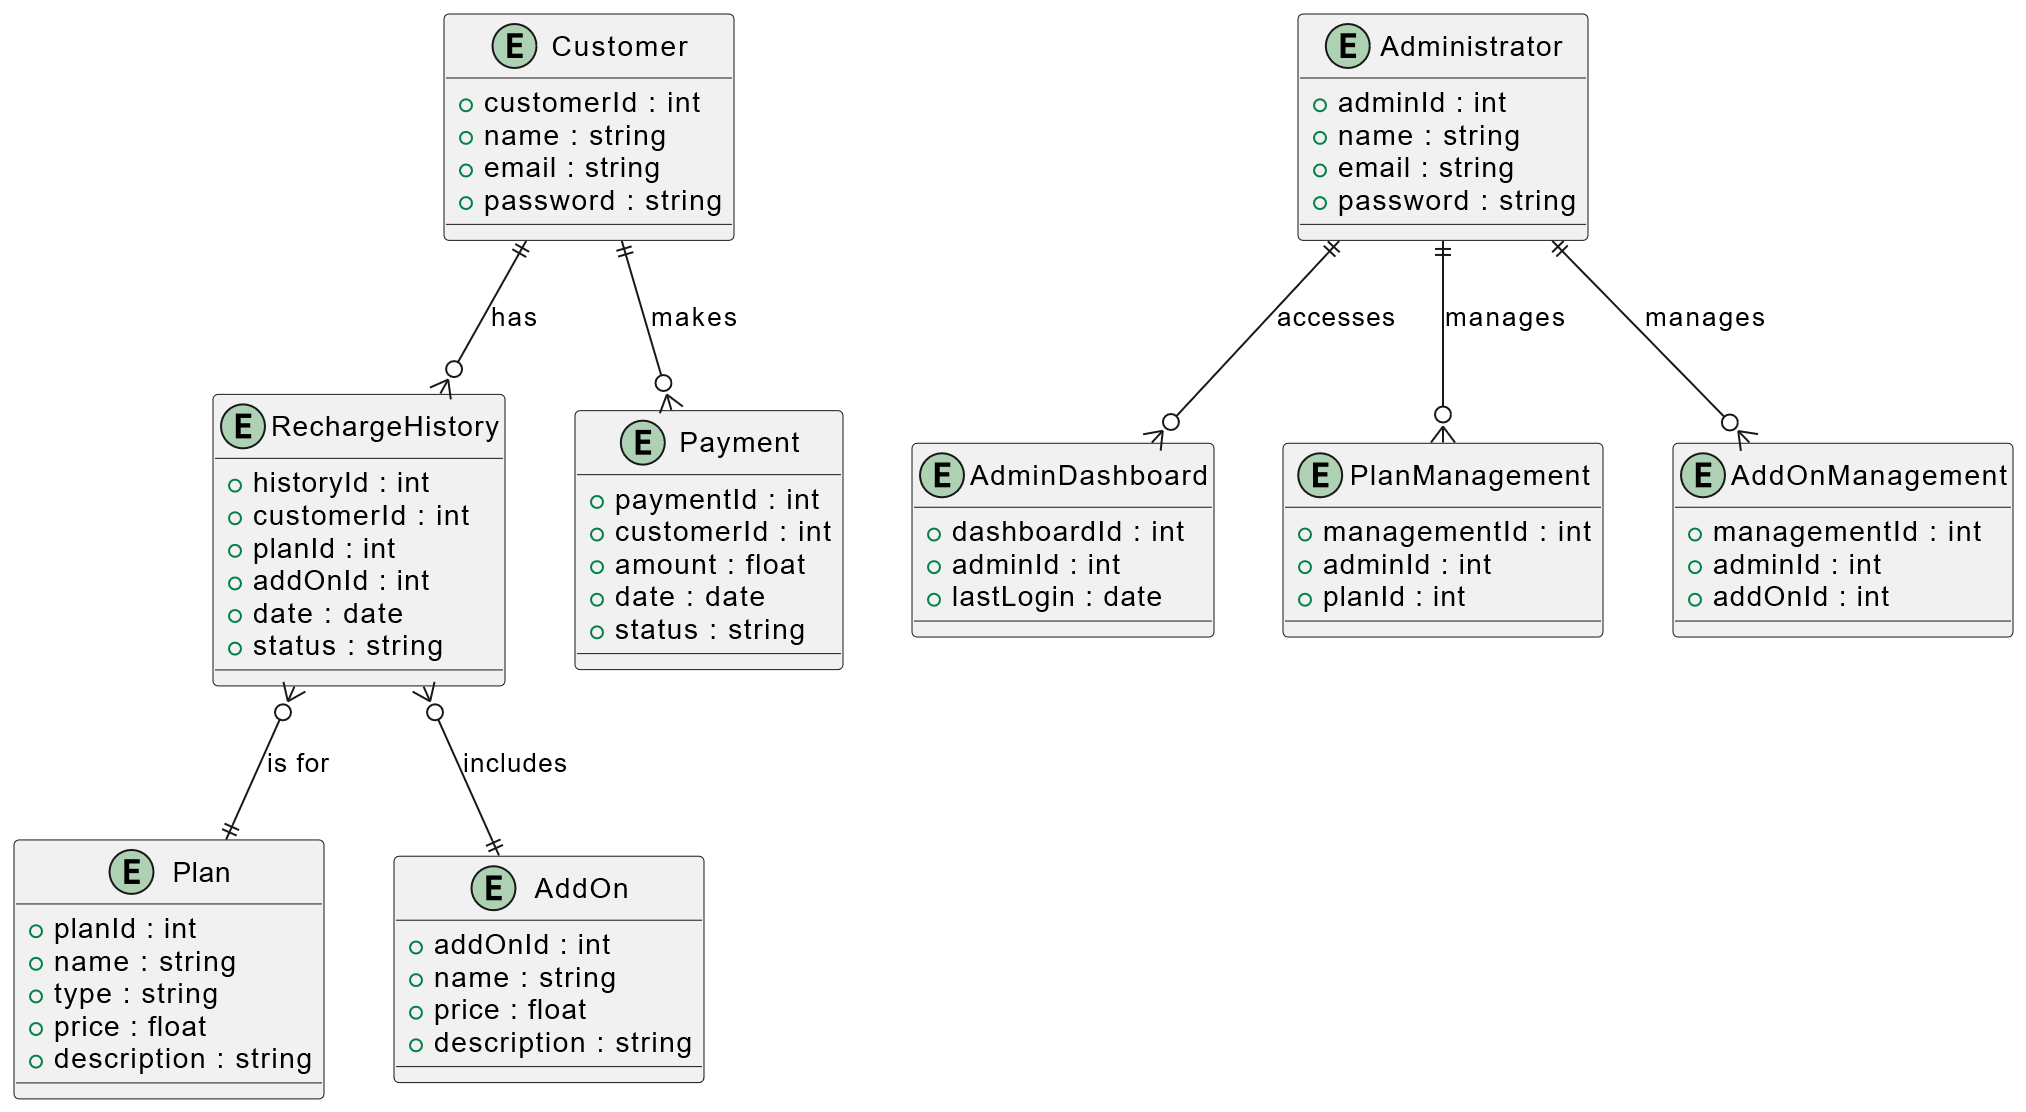 E Customer
customerId : int
name : string
email : string
password : string
E Administrator
adminId : int
name : string
email : string
password : string
has
makes
accesses
manages
manages
E RechargeHistory
historyId : int
customerId : int
planId : int
addOnId : int
date : date
status : string
E Payment
paymentId : int
customerId : int
amount : float
date : date
status : string
E AdminDashboard
dashboardId : int
adminId : int
lastLogin : date
E PlanManagement
managementId : int
adminId : int
planId : int
E AddOnManagement
managementId : int
adminId : int
addOnId : int
is for
includes
E Plan
planId : int
name : string
type : string
price : float
description : string
E AddOn
addOnId : int
name : string
price : float
description : string